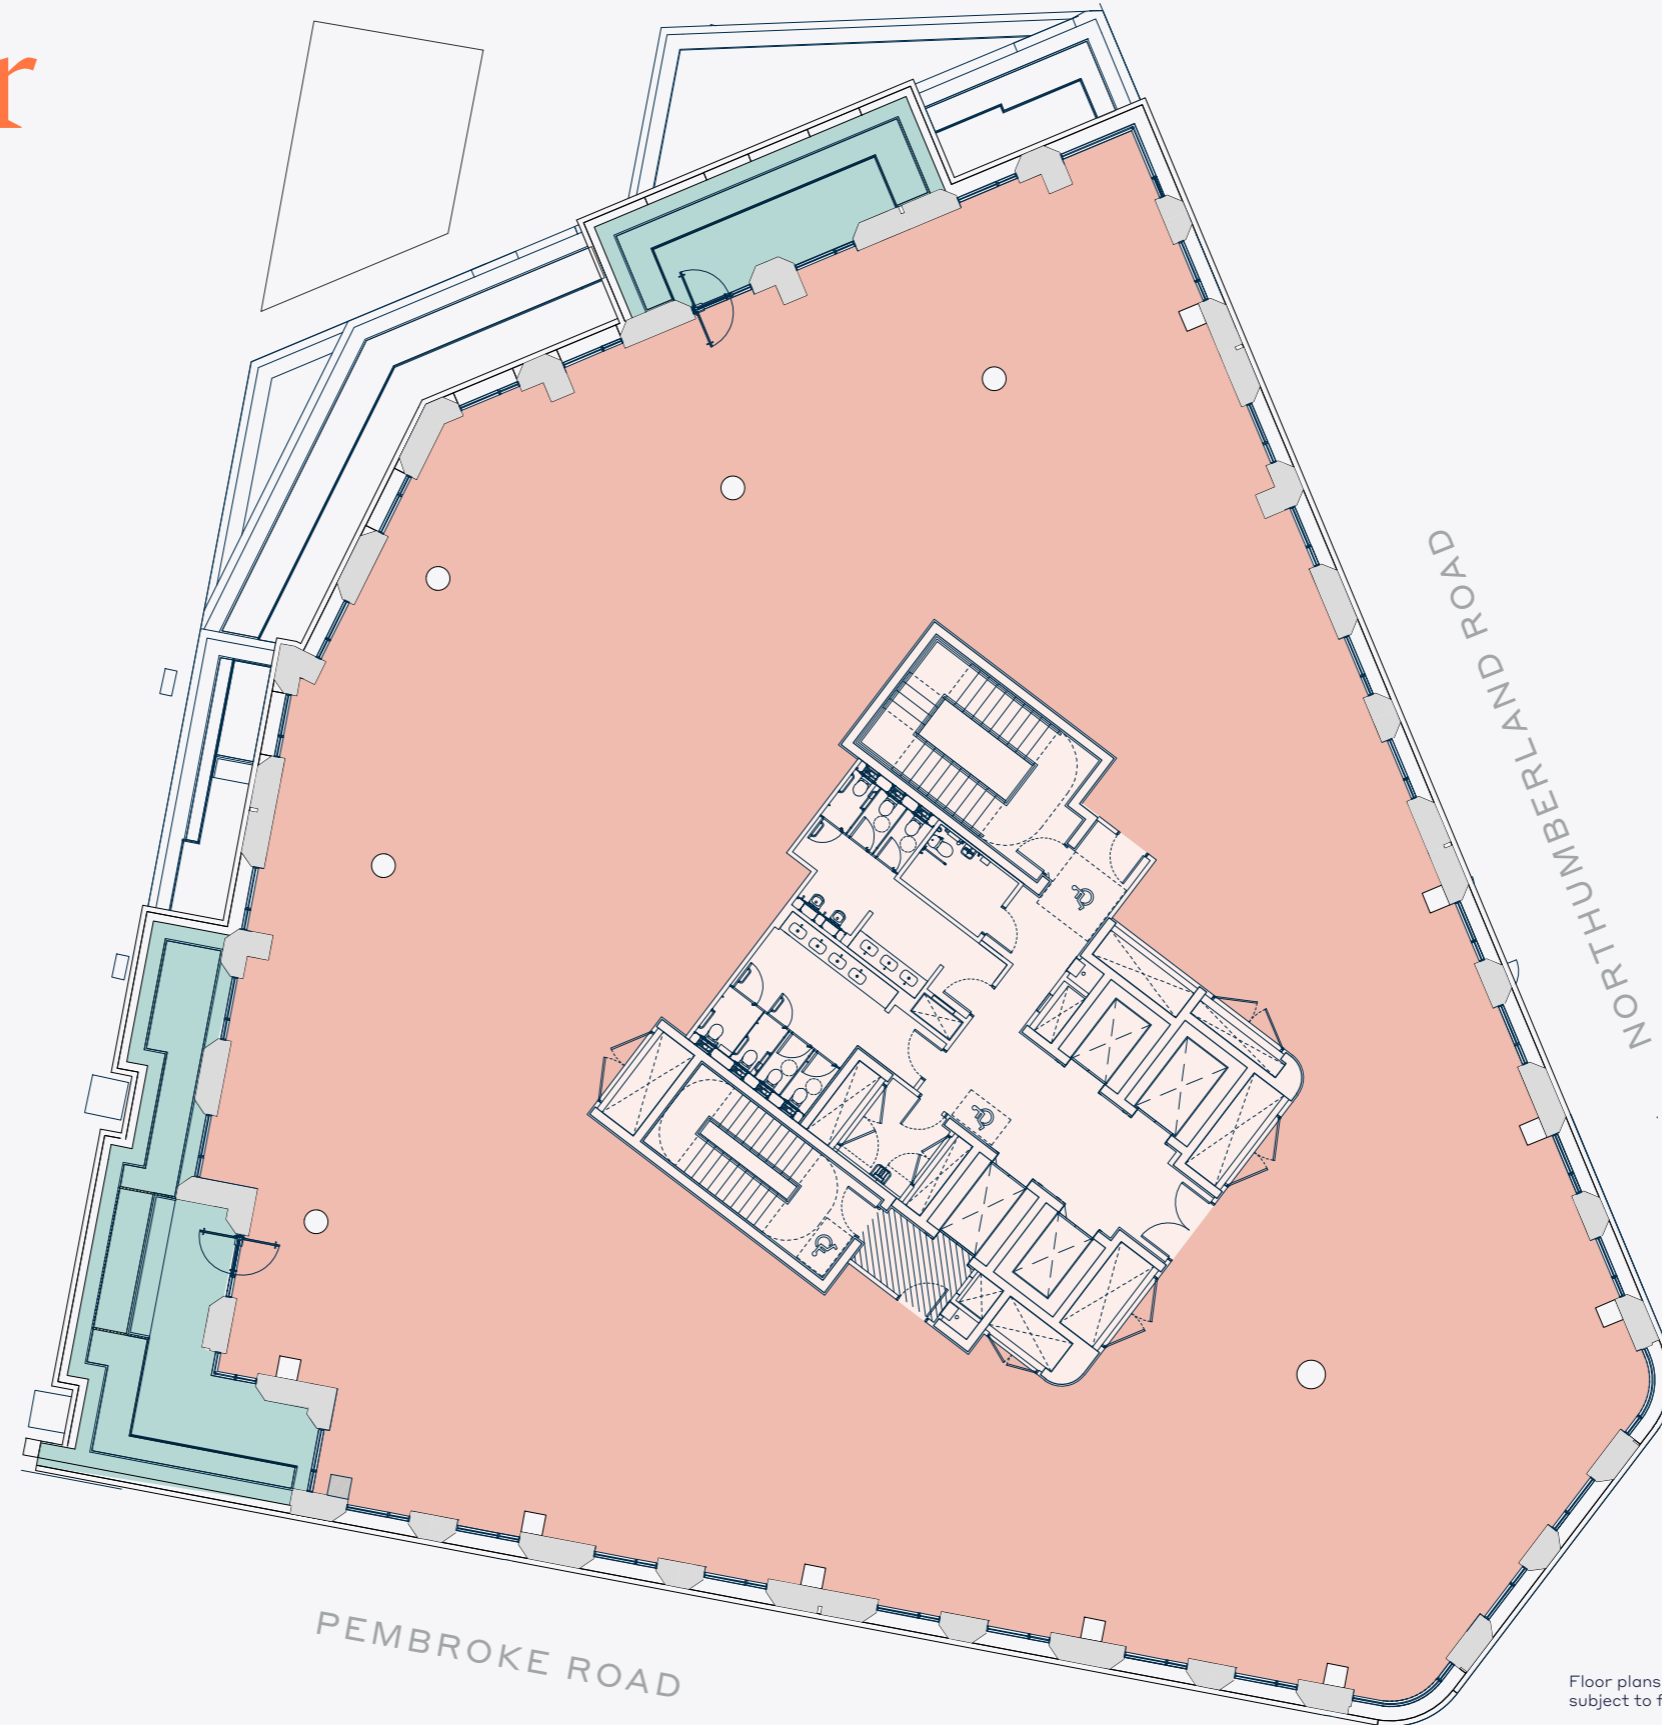 r
NORTHUMBERLAND ROAD
PEMBROKE ROAD
Floor plans
subject to f